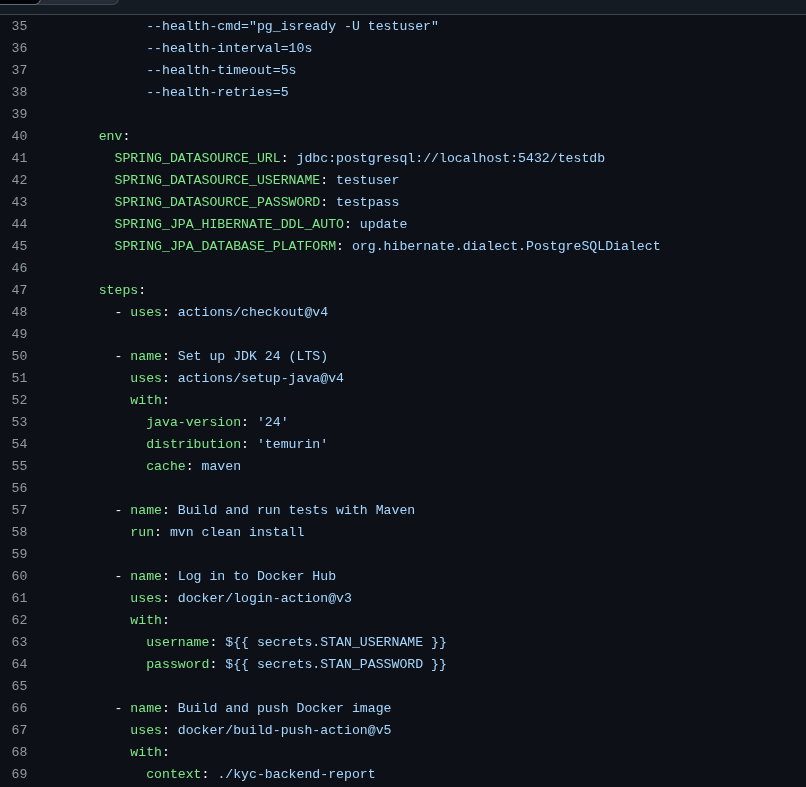 35 --health-cmd="pg_isready -U testuser"
36 --health-interval=10s
37 --health-timeout=5s
38 --health-retries=5
39
40 env:
41 SPRING_DATASOURCE_URL: jdbc:postgresql://localhost:5432/testdb
42 SPRING_DATASOURCE_USERNAME: testuser
43 SPRING_DATASOURCE_PASSWORD: testpass
44 SPRING_JPA_HIBERNATE_DDL_AUTO: update
45 SPRING_JPA_DATABASE_PLATFORM: org.hibernate.dialect.PostgreSQLDialect
46
47 steps:
48 - uses: actions/checkout@v4
49
50 - name: Set up JDK 24 (LTS)
51 uses: actions/setup-java@v4
52 with:
53 java-version: '24'
54 distribution: 'temurin'
55 cache: maven
56
57 - name: Build and run tests with Maven
58 run: mvn clean install
59
60 - name: Log in to Docker Hub
61 uses: docker/login-action@v3
62 with:
63 username: ${{ secrets.STAN_USERNAME }}
64 password: ${{ secrets.STAN_PASSWORD }}
65
66 - name: Build and push Docker image
67 uses: docker/build-push-action@v5
68 with:
69 context: ./kyc-backend-report